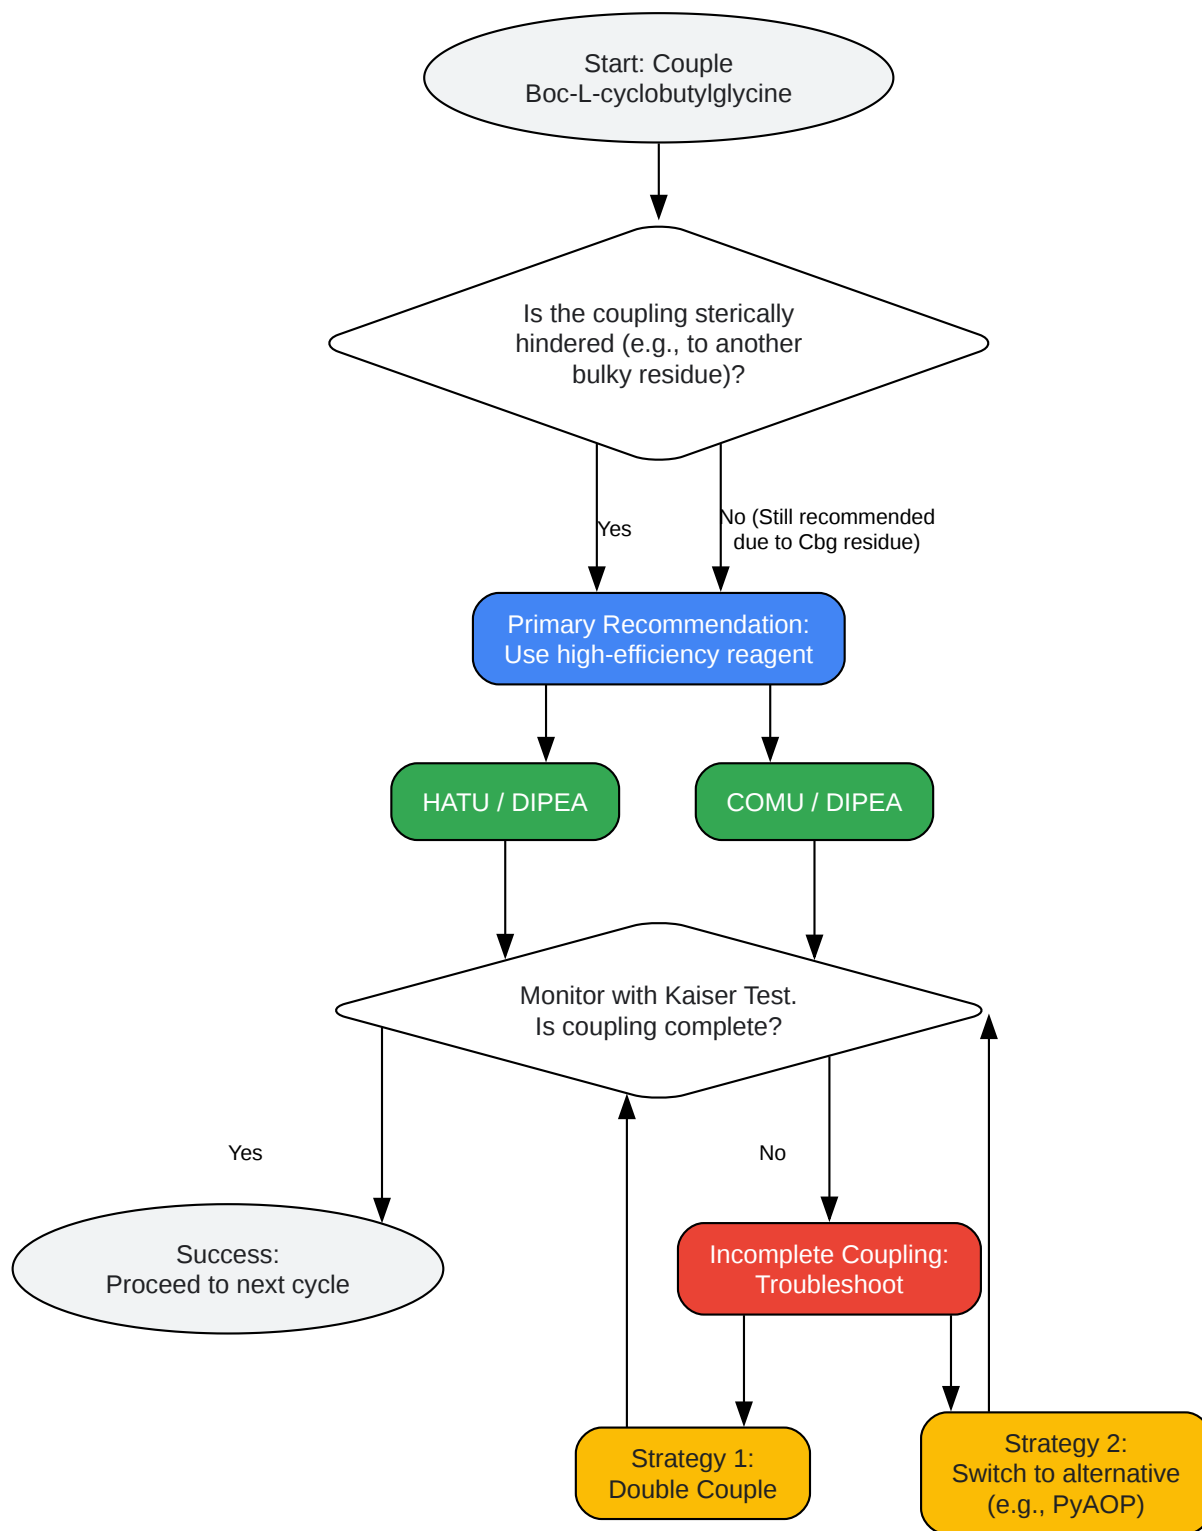 Start: Couple
Boc-L-cyclobutylglycine
Is the coupling sterically
hindered (e.g., to another
bulky residue)?
Yes
No (Still recommended
due to Cbg residue)
Primary Recommendation:
Use high-efficiency reagent
HATU / DIPEA
COMU / DIPEA
Monitor with Kaiser Test.
Is coupling complete?
Yes
No
Success:
Proceed to next cycle
Incomplete Coupling:
Troubleshoot
Strategy 1:
Double Couple
Strategy 2:
Switch to alternative
(e.g., PyAOP)